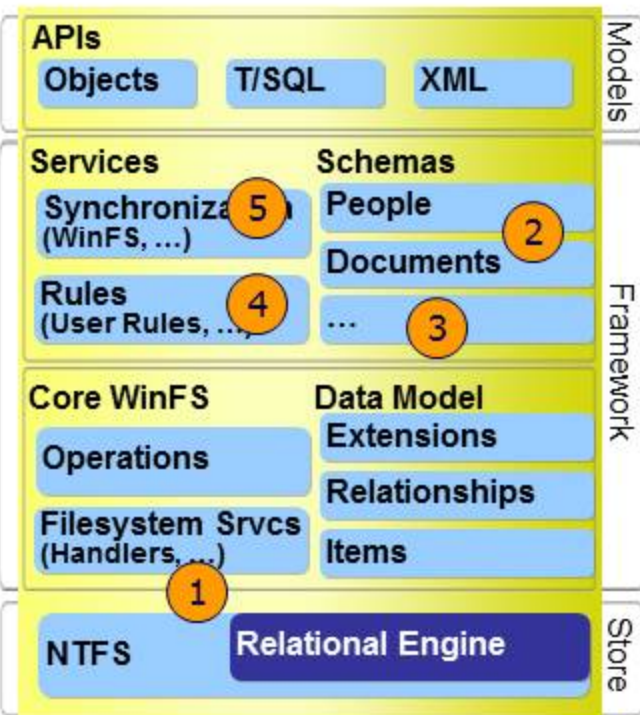 APIs
Objects T/SQL XML
Models
Services
Synchroniza 5 n
(WinFS, ...)
Rules
(User Rules, ...) 4
Schemas
People
2
Documents
... 3
Framework
Core WinFS
Operations
Filesystem Srvcs
(Handlers, ...)
1
Data Model
Extensions
Relationships
Items
NTFS
Relational Engine
Store